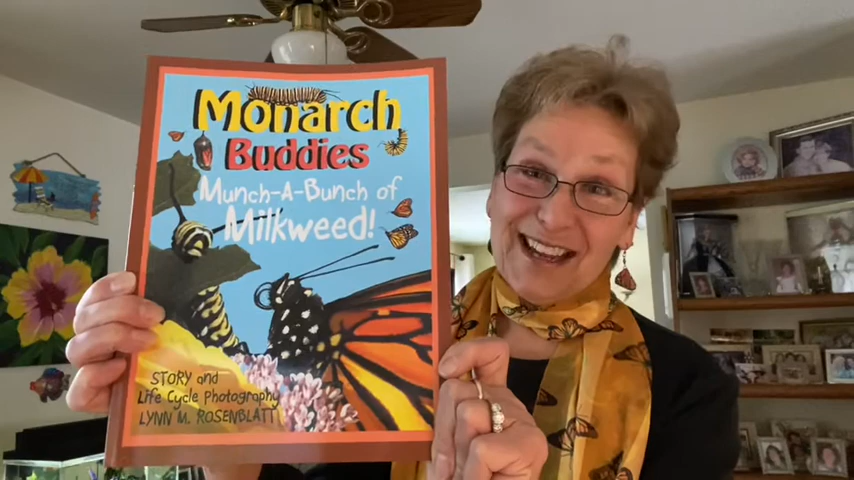 Monarch
Buddies
Munch-A-Bunch of
Milkweed!
STORY and
Life Cycle Photography
LYNN M. ROSENBLATT